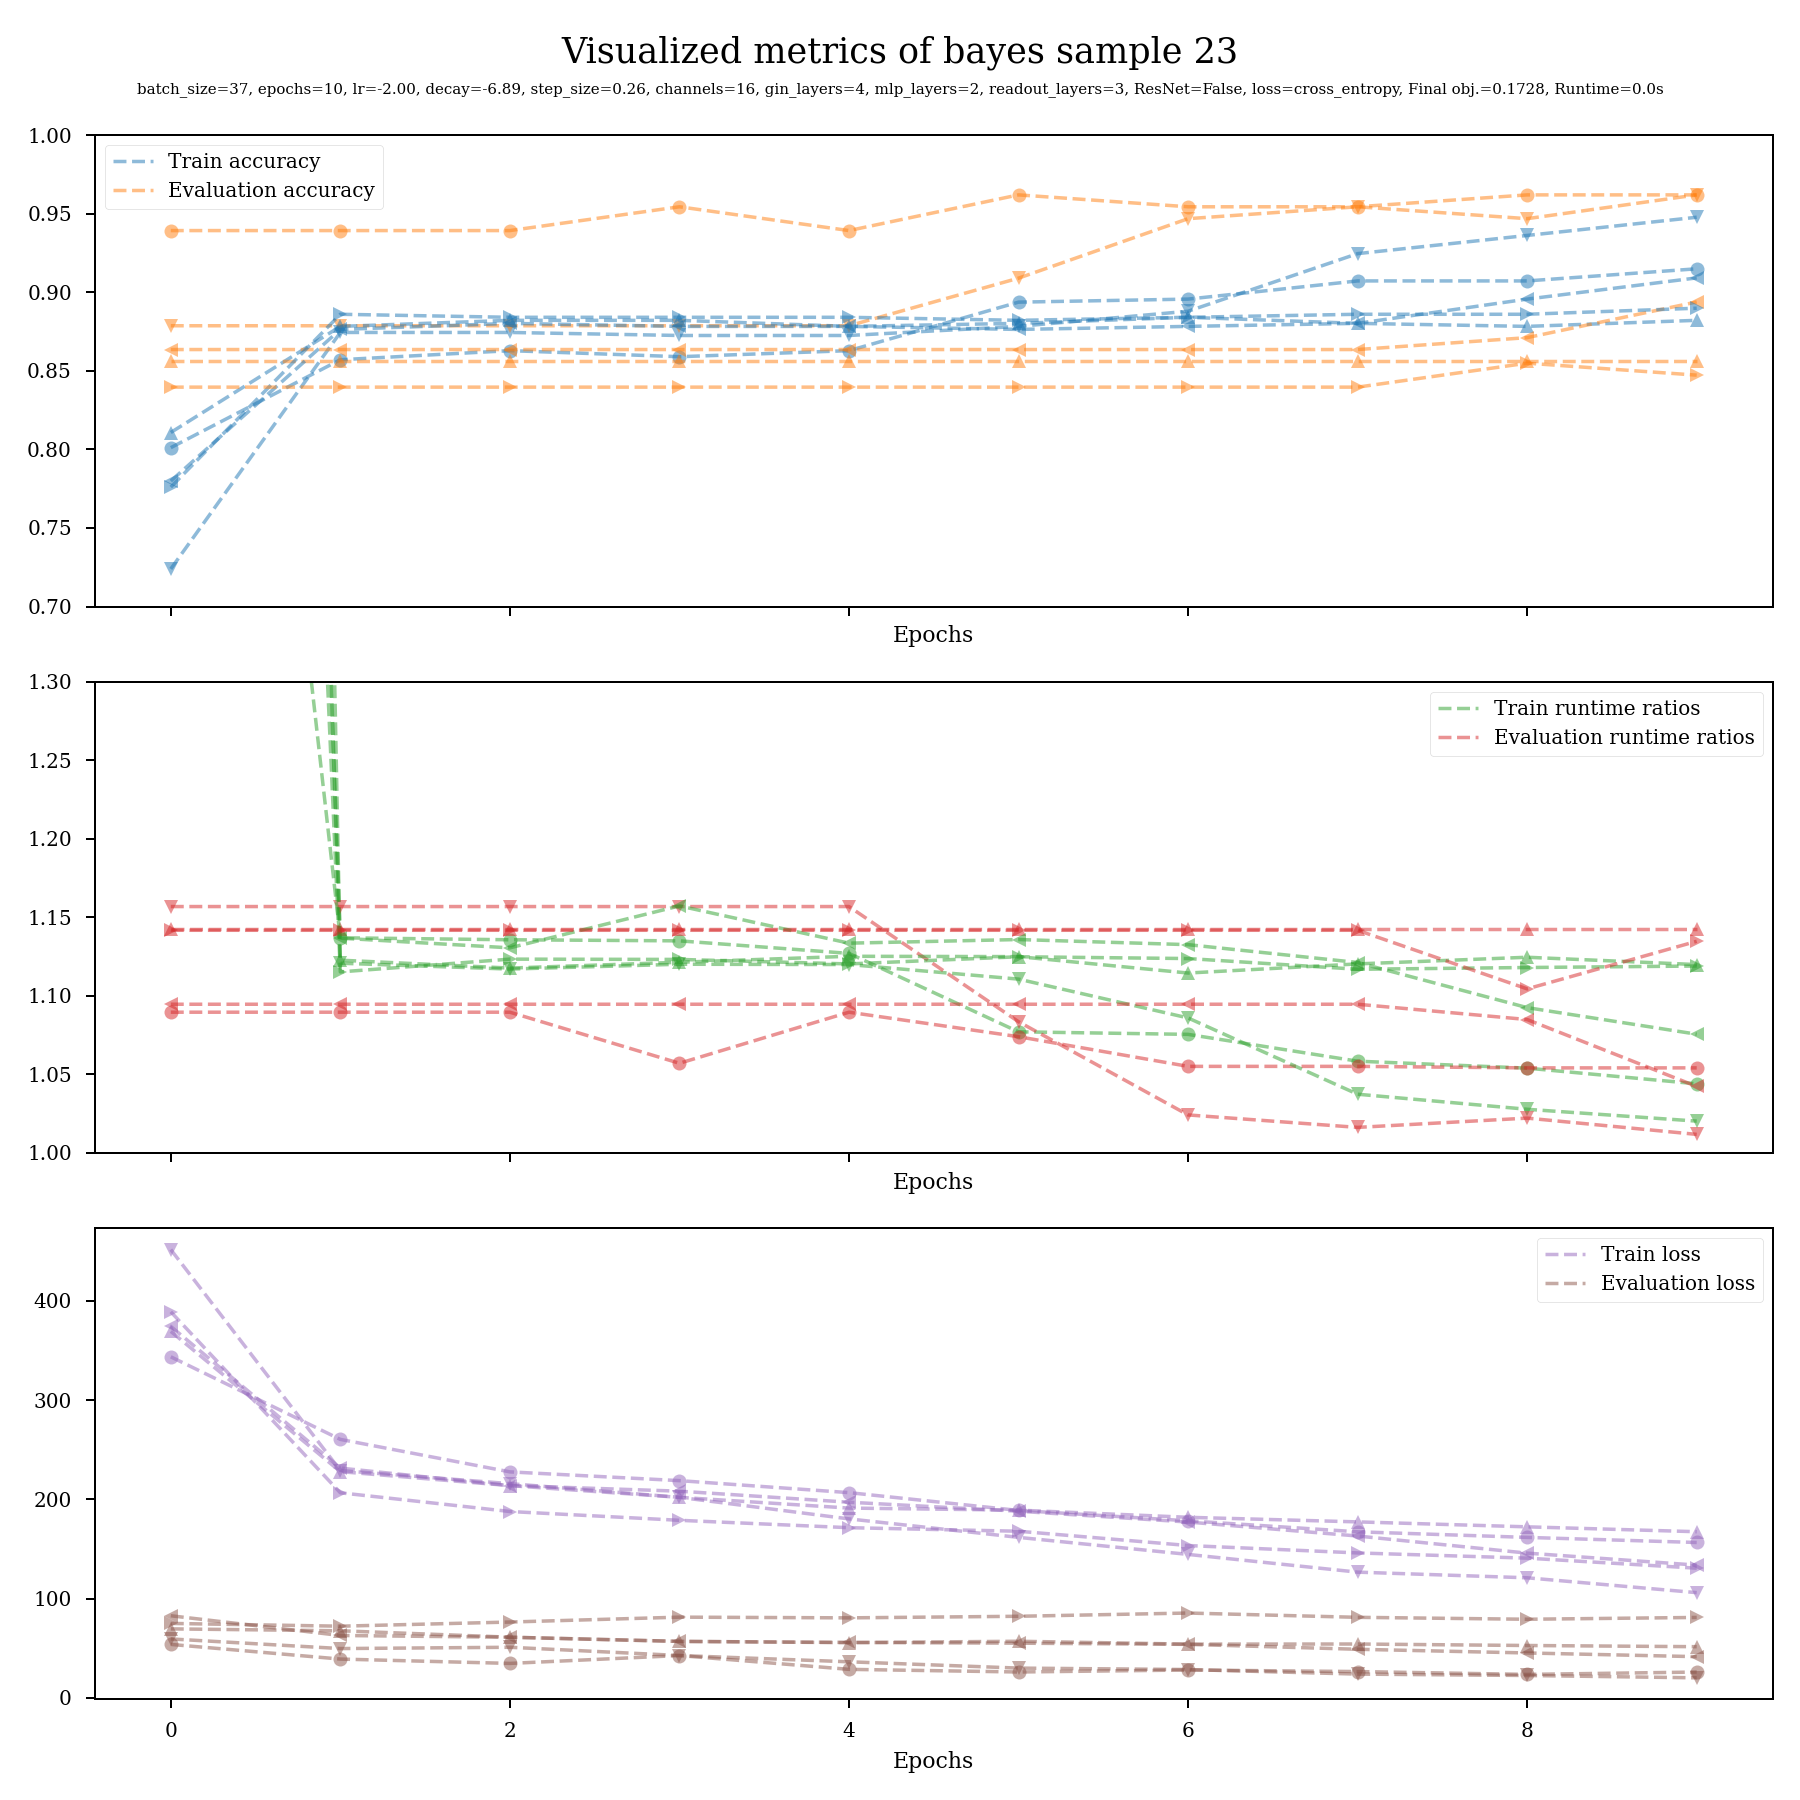 Visualized metrics of bayes sample 23
batch_size=37, epochs=10, lr=-2.00, decay=-6.89, step_size=0.26, channels=16, gin_layers=4, mlp_layers=2, readout_layers=3, ResNet=False, loss=cross_entropy, Final obj.=0.1728, Runtime=0.0s
1.00
0.95
0.90
0.85
0.80
0.75
0.70
Train accuracy
Evaluation accuracy
Epochs
1.30
1.25
1.20
1.15
1.10
1.05
1.00
Train runtime ratios
Evaluation runtime ratios
Epochs
400
300
200
100
0
Train loss
Evaluation loss
0 2 4 6 8
Epochs